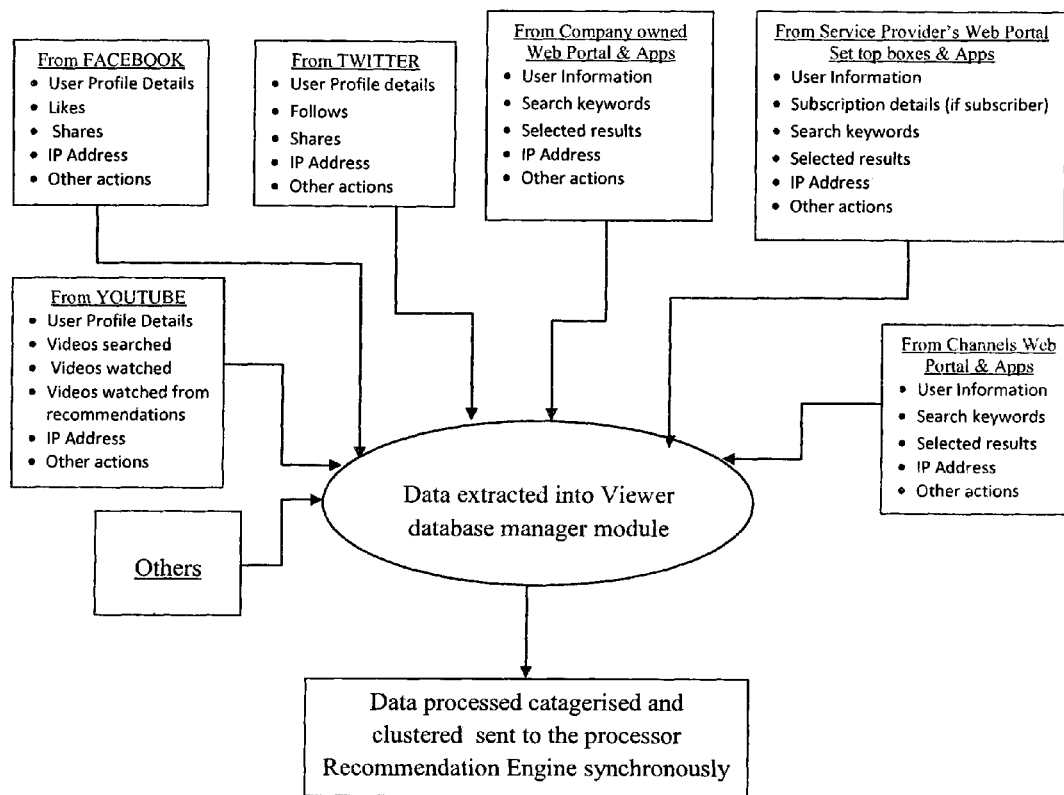 From FACEBOOK
• User Profile Details
• Likes
• Shares
• IP Address
• Other actions
From TWITTER
• User Profile details
• Follows
• Shares
• IP Address
• Other actions
From Company owned
Web Portal & Apps
• User Information
• Search keywords
• Selected results
• IP Address
• Other actions
From Service Provider's Web Portal
Set top boxes & Apps
• User Information
• Subscription details (if subscriber)
• Search keywords
• Selected results
• IP Address
• Other actions
From YOUTUBE
• User Profile Details
• Videos searched
• Videos watched
• Videos watched from
recommendations
• IP Address
• Other actions
From Channels Web
Portal & Apps
• User Information
• Search keywords
• Selected results
• IP Address
• Other actions
Others
Data extracted into Viewer
database manager module
Data processed catagerised and
clustered sent to the processor
Recommendation Engine synchronously